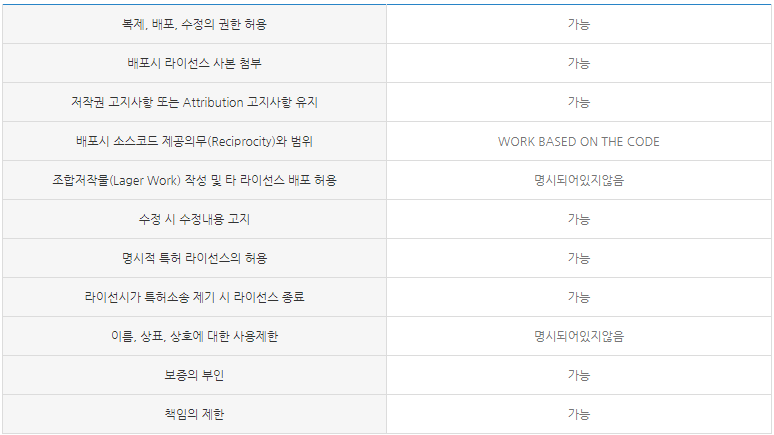 복제, 배포, 수정의 권한 허용 가능
배포시 라이선스 사본 첨부 가능
저작권 고지사항 또는 Attribution 고지사항 유지 가능
배포시 소스코드 제공의무(Reciprocity)와 범위 WORK BASED ON THE CODE
조합저작물(Lager Work) 작성 및 타 라이선스 배포 허용 명시되어있지않음
수정 시 수정내용 고지 가능
명시적 특허 라이선스의 허용 가능
라이선시가 특허소송 제기 시 라이선스 종료 가능
이름, 상표, 상호에 대한 사용제한 명시되어있지않음
보증의 부인 가능
책임의 제한 가능